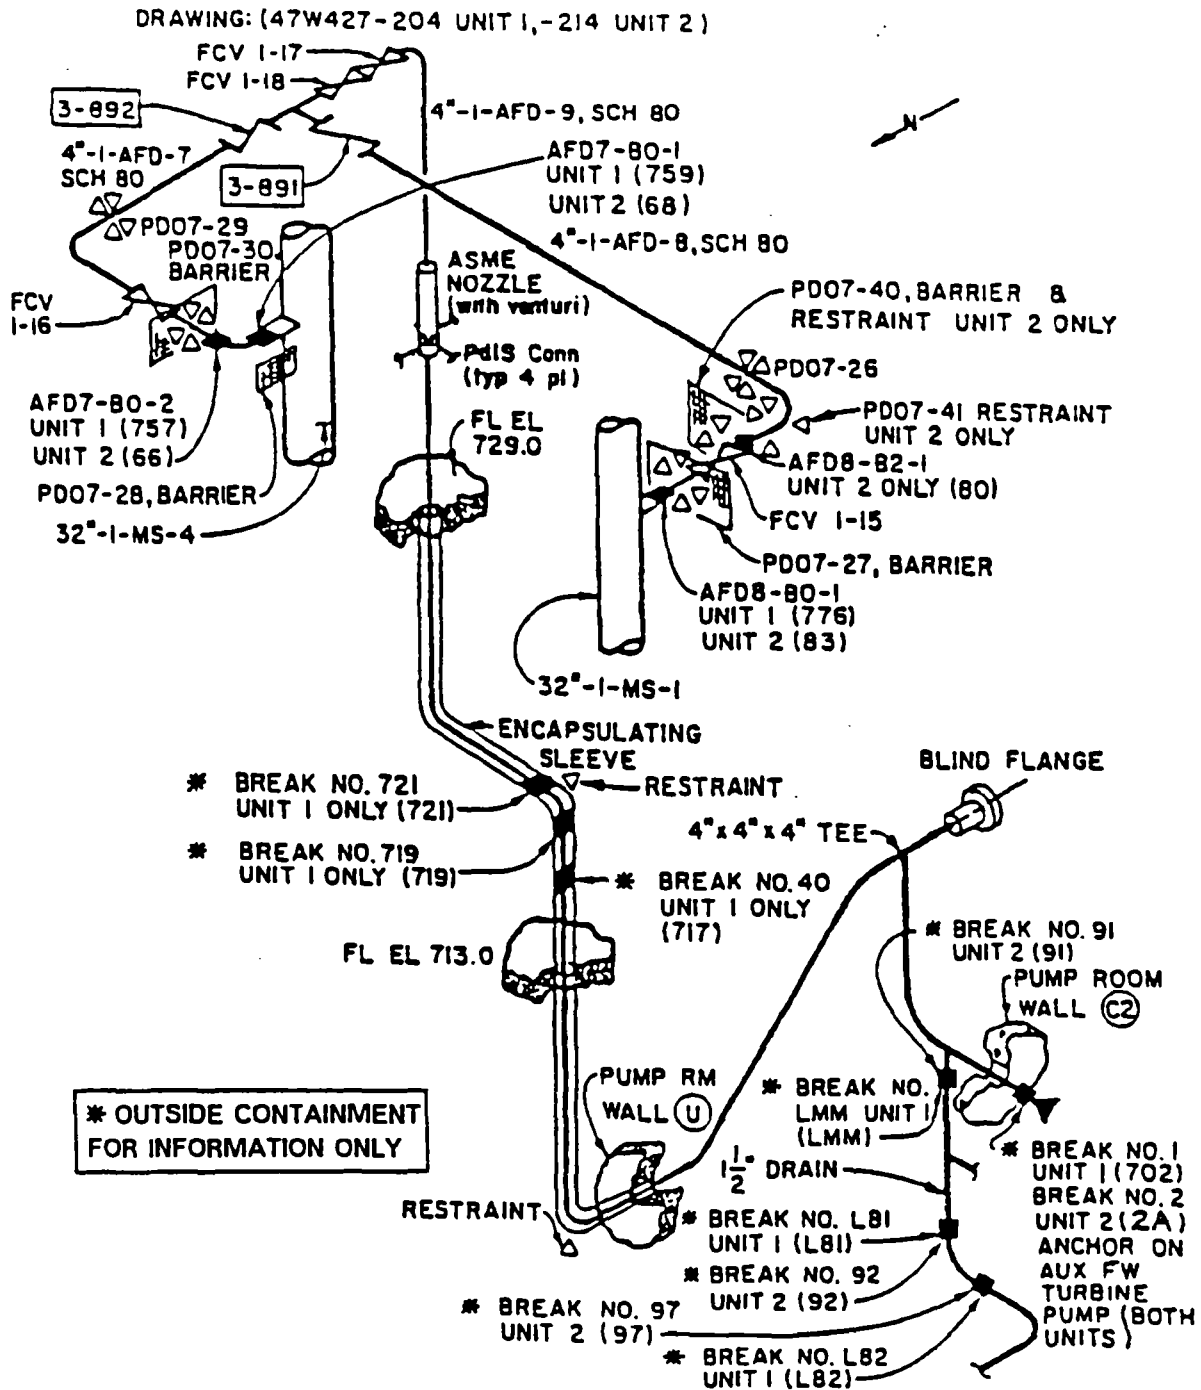 DRAWING: (47W427-204 UNIT 1,-214 UNIT 2)
FCV 1-17
FCV 1-18
3-892
4"-1-AFD-9, SCH 80
N
4"-1-AFD-7
SCH 80
3-891
AFD7-80-1
UNIT 1 (759)
UNIT 2 (68)
PD07-29
PD07-30
BARRIER
4"-1-AFD-8, SCH 80
ASME
NOZZLE
(with venturi)
FCV
1-16
PdIS Conn
(typ 4 pl)
PD07-40, BARRIER &
RESTRAINT UNIT 2 ONLY
PD07-26
AFD7-80-2
UNIT 1 (757)
UNIT 2 (66)
PD07-28, BARRIER
32"-1-MS-4
FL EL
729.0
PD07-41 RESTRAINT
UNIT 2 ONLY
AFD8-82-1
UNIT 2 ONLY (80)
FCV 1-15
PD07-27, BARRIER
AFD8-80-1
UNIT 1 (776)
UNIT 2 (83)
32"-1-MS-1
ENCAPSULATING
SLEEVE
RESTRAINT
* BREAK NO. 721
UNIT 1 ONLY (721)
* BREAK NO. 719
UNIT 1 ONLY (719)
* BREAK NO. 40
UNIT 1 ONLY
(717)
BLIND FLANGE
4" x 4" x 4" TEE
FL EL 713.0
* BREAK NO. 91
UNIT 2 (91)
PUMP ROOM
WALL C2
PUMP RM
WALL U
* BREAK NO.
LMM UNIT 1
(LMM)
* OUTSIDE CONTAINMENT
FOR INFORMATION ONLY
1 1/2" DRAIN
* BREAK NO. 1
UNIT 1 (702)
BREAK NO. 2
UNIT 2 (2A)
ANCHOR ON
AUX FW
TURBINE
PUMP (BOTH
UNITS)
RESTRAINT
* BREAK NO. L81
UNIT 1 (L81)
* BREAK NO. 92
UNIT 2 (92)
* BREAK NO. 97
UNIT 2 (97)
* BREAK NO. L82
UNIT 1 (L82)